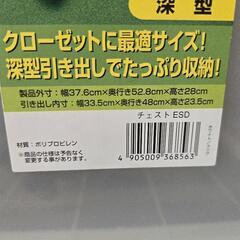 深型
クローゼットに最適サイズ!
深型引き出しでたっぷり収納!
製品外寸:幅37.6cm×奥行き52.8cm×高さ28cm
引き出し内寸:幅33.5cm×奥行き48cm×高さ23.5cm
チェストESD
材質:ポリプロピレン
※商品の仕様は予告なく
変更する事があります。
4 905009 368563